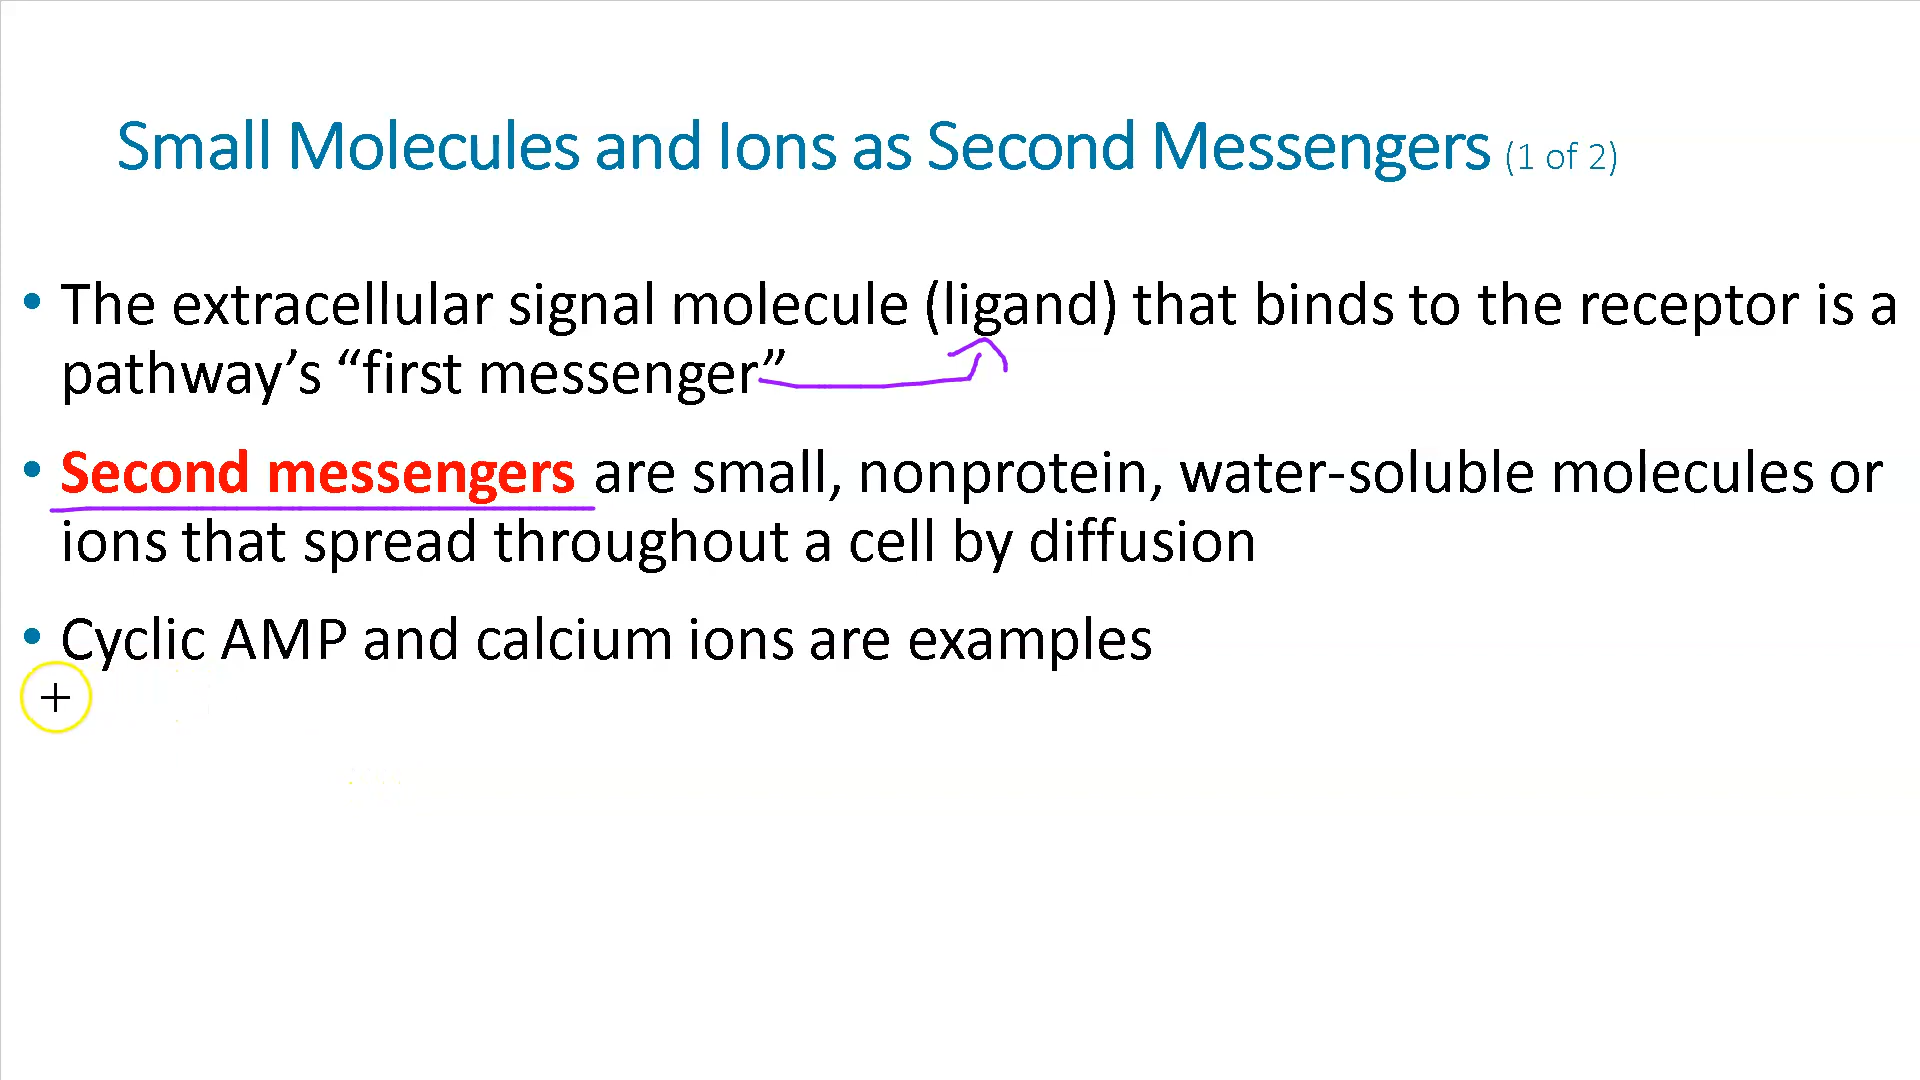 Small Molecules and Ions as Second Messengers (1 of 2)
• The extracellular signal molecule (ligand) that binds to the receptor is a
pathway’s “first messenger”
• Second messengers are small, nonprotein, water-soluble molecules or
ions that spread throughout a cell by diffusion
• Cyclic AMP and calcium ions are examples